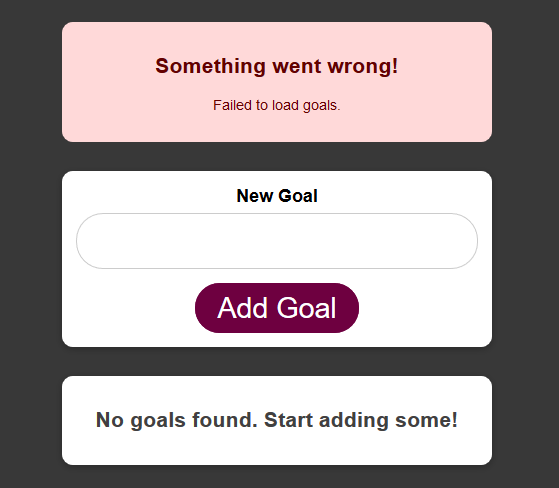 Something went wrong!
Failed to load goals.
New Goal
Add Goal
No goals found. Start adding some!